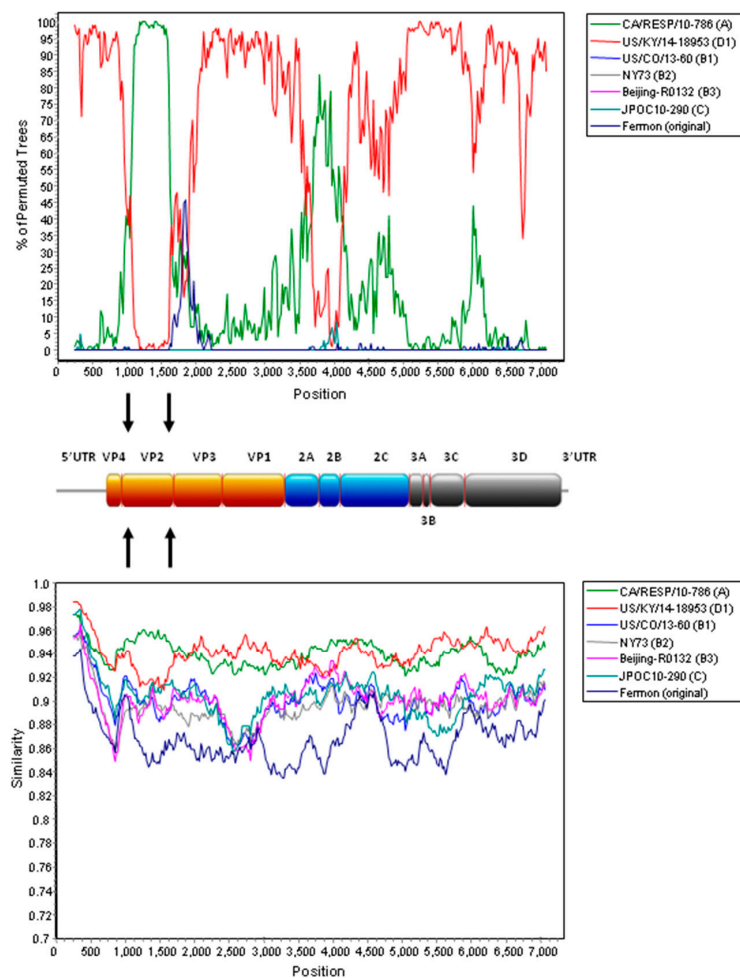 100
95
90
85
80
75
70
65
60
55
50
45
40
35
30
25
20
15
10
5
0
% of Permuted Trees
0 500 1,000 1,500 2,000 2,500 3,000 3,500 4,000 4,500 5,000 5,500 6,000 6,500 7,000
Position
CA/RESP/10-786 (A)
US/KY/14-18953 (D1)
US/CO/13-60 (B1)
NY73 (B2)
Beijing-R0132 (B3)
JPOC10-290 (C)
Fermon (original)
5'UTR VP4 VP2 VP3 VP1 2A 2B 2C 3A 3C 3D 3'UTR
3B
1.0
0.98
0.96
0.94
0.92
0.9
0.88
0.86
0.84
0.82
0.8
0.78
0.76
0.74
0.72
0.7
Similarity
0 500 1,000 1,500 2,000 2,500 3,000 3,500 4,000 4,500 5,000 5,500 6,000 6,500 7,000
Position
CA/RESP/10-786 (A)
US/KY/14-18953 (D1)
US/CO/13-60 (B1)
NY73 (B2)
Beijing-R0132 (B3)
JPOC10-290 (C)
Fermon (original)